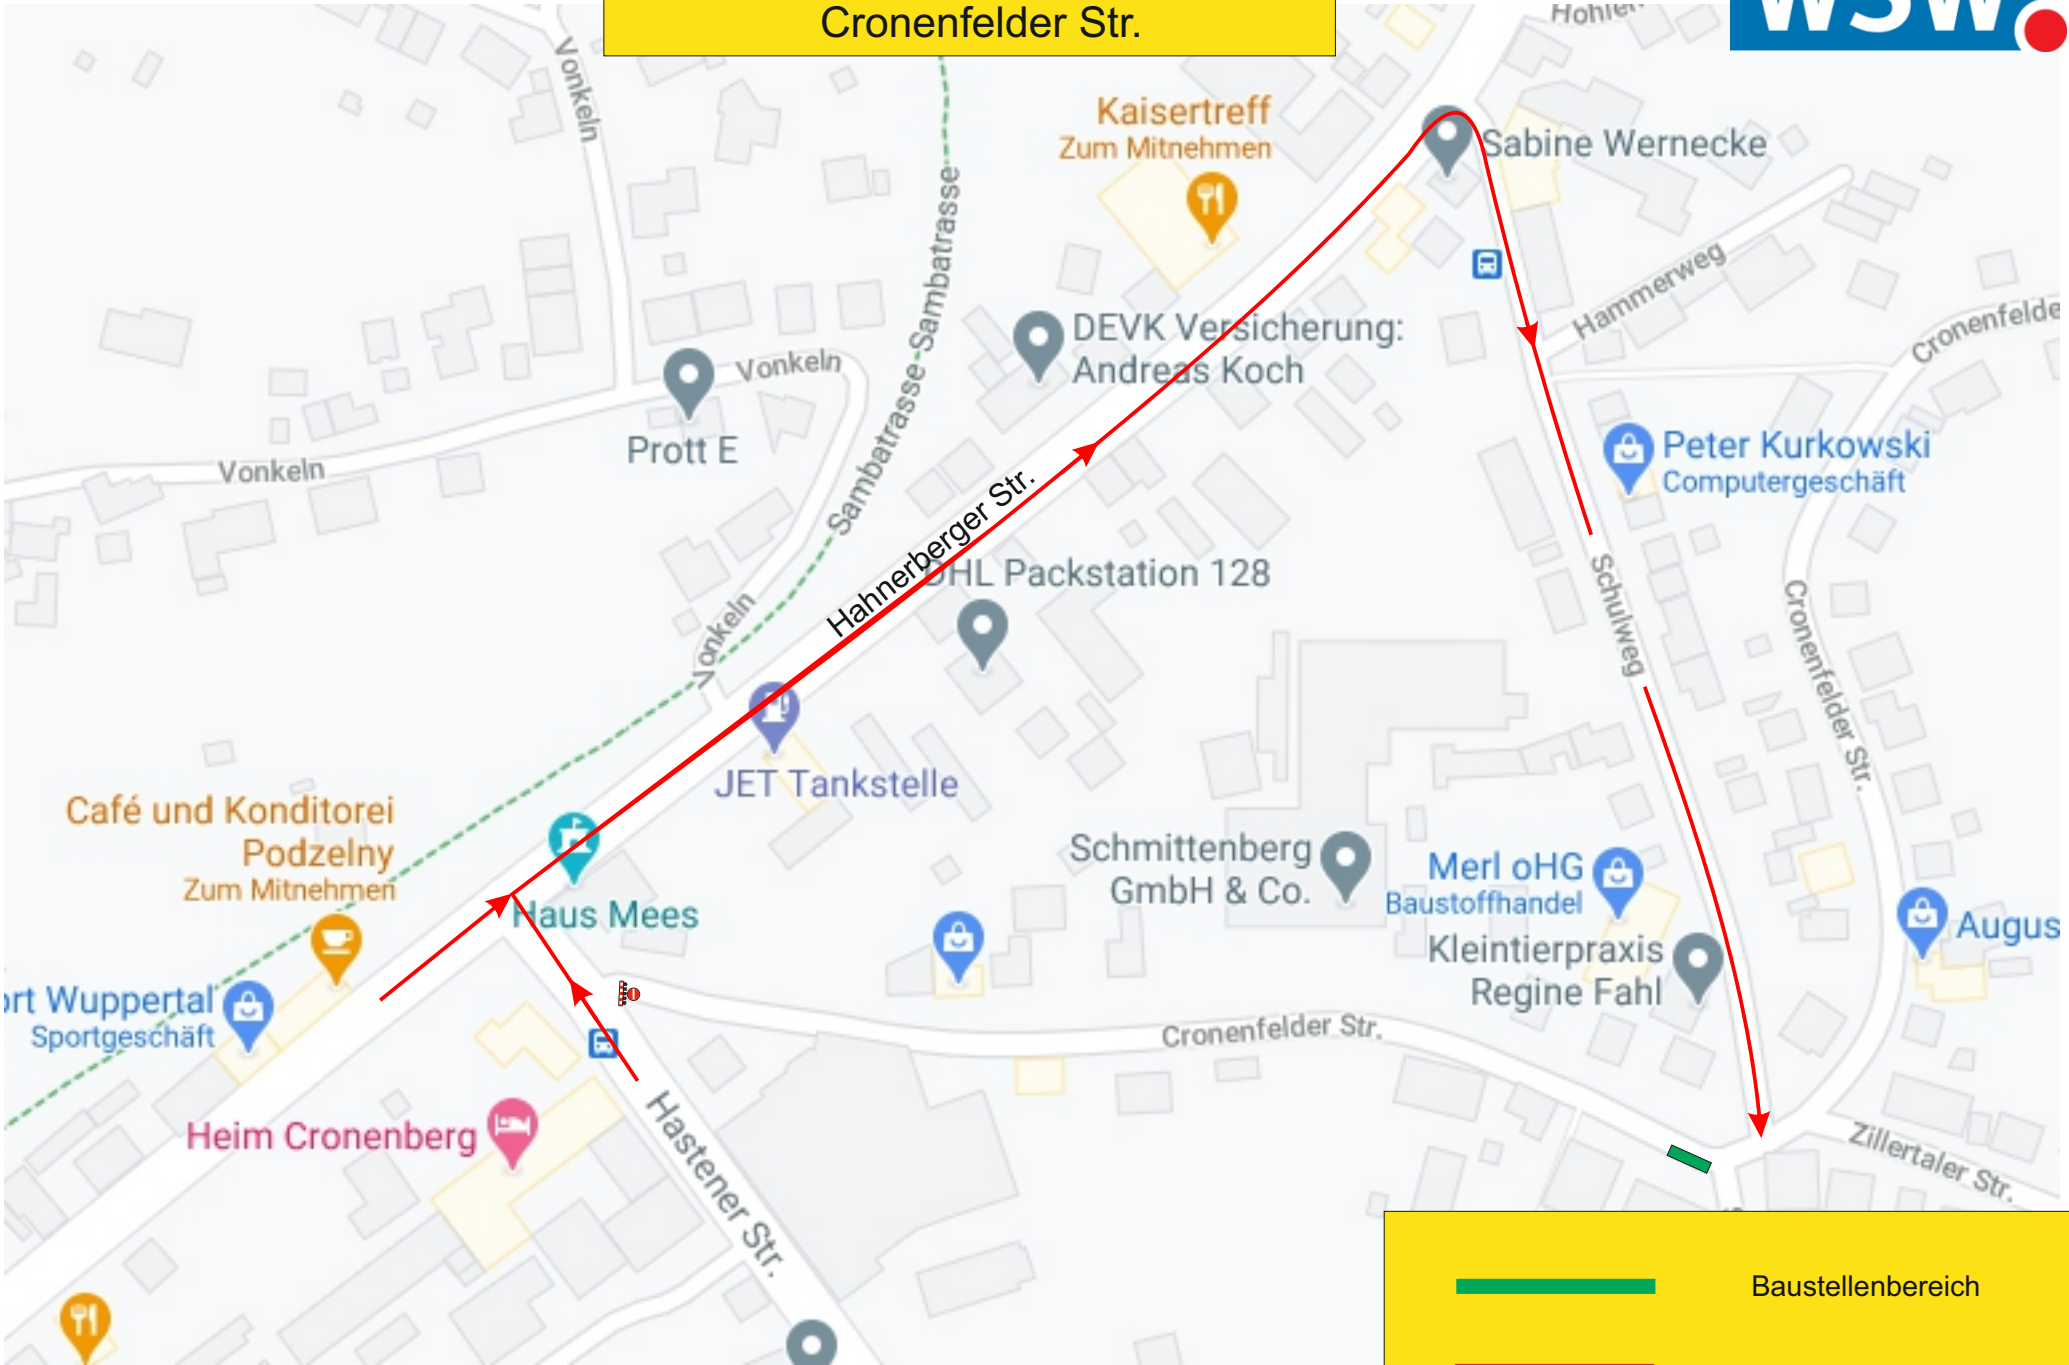 Cronenfelder Str.
WSW
Vonkeln
Kaisertreff
Zum Mitnehmen
Sabine Wernecke
Hammerweg
Sambatrasse-Sambatrasse
DEVK Versicherung:
Andreas Koch
Vonkeln
Prott E
Vonkeln
Peter Kurkowski
Computergeschäft
Hahnerberger Str.
DHL Packstation 128
Schulweg
Cronenfelder Str.
Vonkeln
JET Tankstelle
Café und Konditorei
Podzelny
Zum Mitnehmen
Schmittenberg
GmbH & Co.
Merl oHG
Baustoffhandel
Haus Mees
Augus
Kleintierpraxis
Regine Fahl
rt Wuppertal
Sportgeschäft
Cronenfelder Str.
Heim Cronenberg
Hastener Str.
Zillertaler Str.
Baustellenbereich